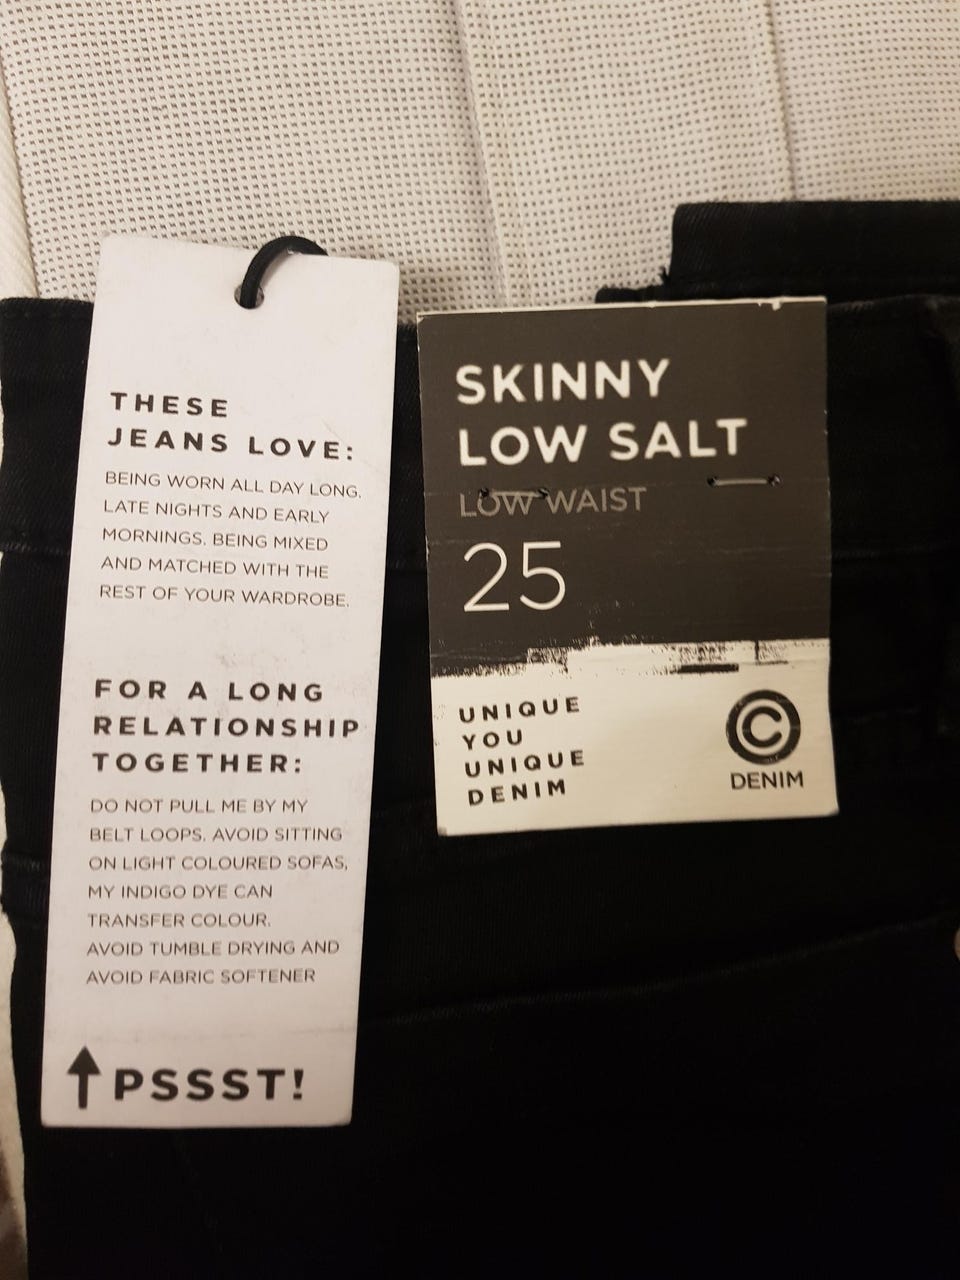 THESE
JEANS LOVE:
BEING WORN ALL DAY LONG.
LATE NIGHTS AND EARLY
MORNINGS. BEING MIXED
AND MATCHED WITH THE
REST OF YOUR WARDROBE.
FOR A LONG
RELATIONSHIP
TOGETHER:
DO NOT PULL ME BY MY
BELT LOOPS. AVOID SITTING
ON LIGHT COLOURED SOFAS,
MY INDIGO DYE CAN
TRANSFER COLOUR.
AVOID TUMBLE DRYING AND
AVOID FABRIC SOFTENER
PSSST!
SKINNY
LOW SALT
LOW WAIST
25
UNIQUE
YOU
UNIQUE
DENIM
C
DENIM